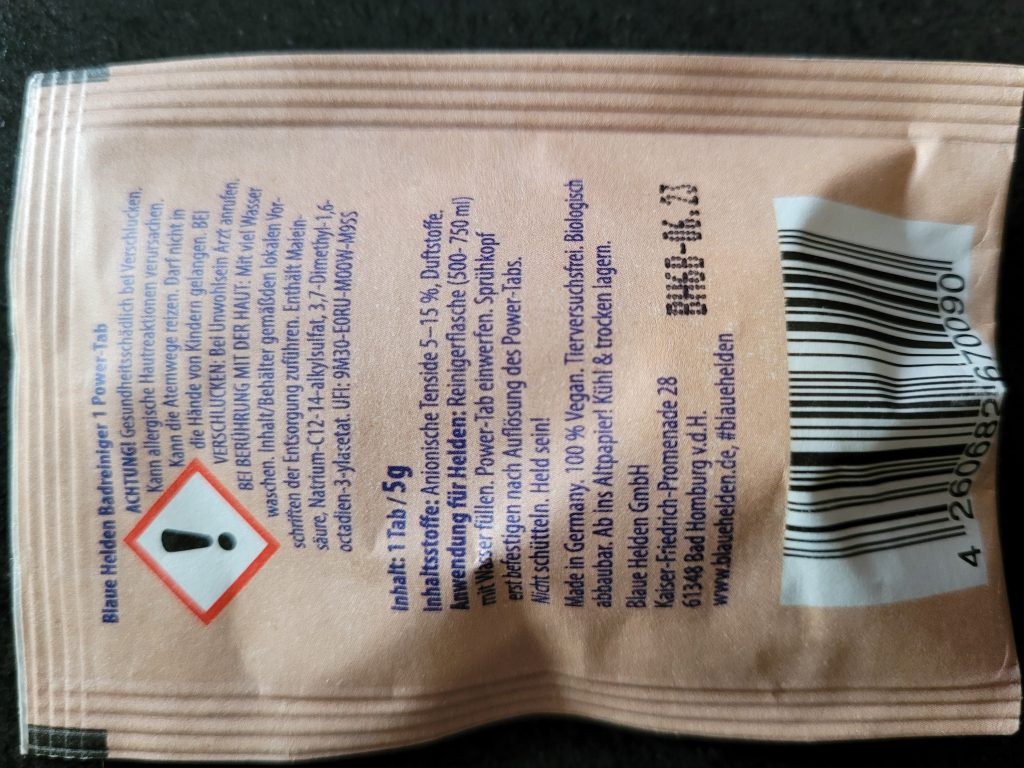 Blaue Helden Badreiniger 1 Power-Tab
ACHTUNG! Gesundheitsschädlich bei Verschlucken.
Kann allergische Hautreaktionen verursachen.
Kann die Atemwege reizen. Darf nicht in
die Hände von Kindern gelangen. BEI
VERSCHLUCKEN: Bei Unwohlsein Arzt anrufen.
BEI BERÜHRUNG MIT DER HAUT: Mit viel Wasser
waschen. Inhalt/Behälter gemäßden lokalen Vor-
schriften der Entsorgung zuführen. Enthält Malein-
säure, Natrium-C12-14-alkylsulfat, 3,7-Dimethyl-1,6-
octadien-3-ylacetat. UFI: 9M30-E0RU-M00W-M9SS
Inhalt: 1 Tab / 5g
Inhaltsstoffe: Anionische Tenside 5–15 %, Duftstoffe.
Anwendung für Helden: Reinigerflasche (500-750 ml)
mit Wasser füllen. Power-Tab einwerfen. Sprühkopf
erst befestigen nach Auflösung des Power-Tabs.
Nicht schütteln. Held sein!
Made in Germany. 100 % Vegan. Tierversuchsfrei. Biologisch
abbaubar. Ab ins Altpapier! Kühl & trocken lagern.
Blaue Helden GmbH
Kaiser-Friedrich-Promenade 28
61348 Bad Homburg v.d.H.
www.blauehelden.de, #blauehelden
BH6B-06.23
4 260682 670090